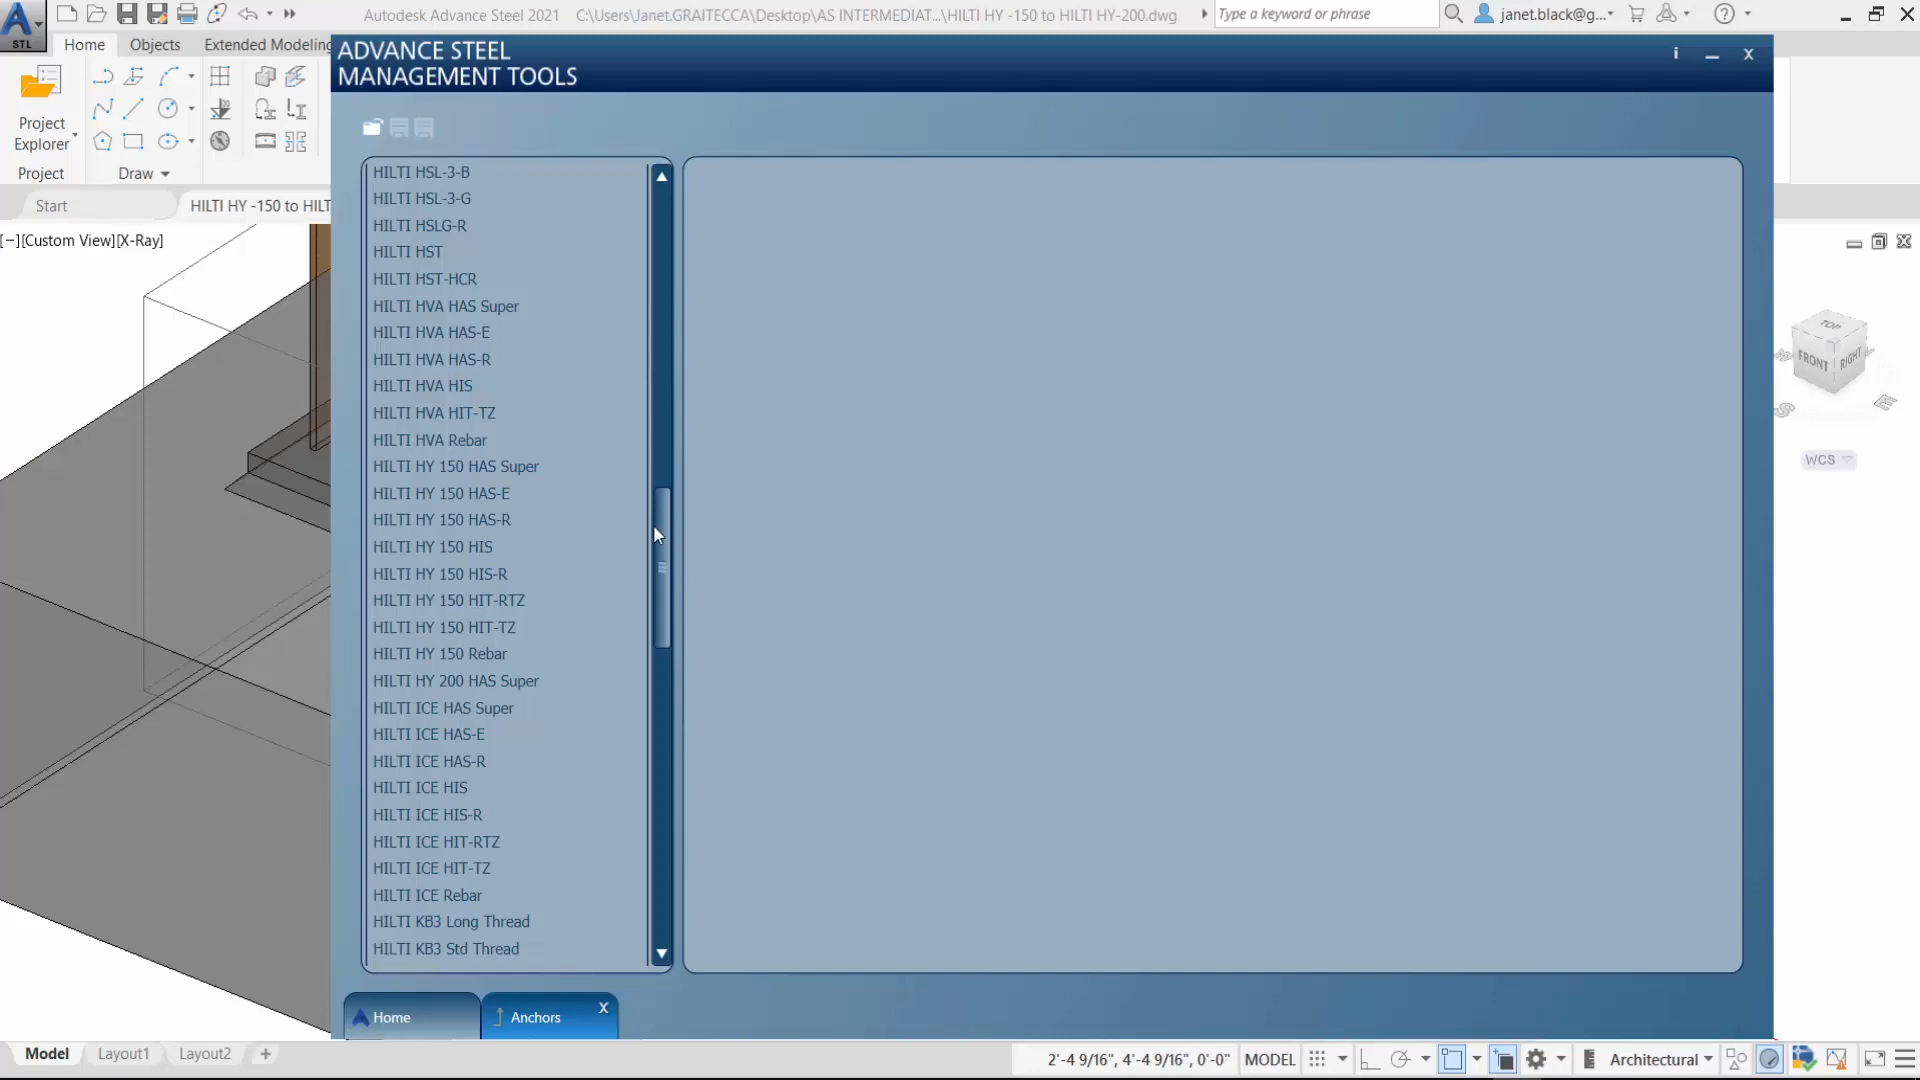 STL
Autodesk Advance Steel 2021 C:\Users\Janet.GRAITECCA\Desktop\AS INTERMEDIAT...\HILTI HY -150 to HILTI HY-200.dwg
Type a keyword or phrase
janet.black@g...
Home Objects Extended Modeling
Project
Explorer
Project
Draw
Start
HILTI HY -150 to HILT
[−][Custom View][X-Ray]
ADVANCE STEEL
MANAGEMENT TOOLS
i
X
HILTI HSL-3-B
HILTI HSL-3-G
HILTI HSLG-R
HILTI HST
HILTI HST-HCR
HILTI HVA HAS Super
HILTI HVA HAS-E
HILTI HVA HAS-R
HILTI HVA HIS
HILTI HVA HIT-TZ
HILTI HVA Rebar
HILTI HY 150 HAS Super
HILTI HY 150 HAS-E
HILTI HY 150 HAS-R
HILTI HY 150 HIS
HILTI HY 150 HIS-R
HILTI HY 150 HIT-RTZ
HILTI HY 150 HIT-TZ
HILTI HY 150 Rebar
HILTI HY 200 HAS Super
HILTI ICE HAS Super
HILTI ICE HAS-E
HILTI ICE HAS-R
HILTI ICE HIS
HILTI ICE HIS-R
HILTI ICE HIT-RTZ
HILTI ICE HIT-TZ
HILTI ICE Rebar
HILTI KB3 Long Thread
HILTI KB3 Std Thread
Home
Anchors X
TOP
FRONT
RIGHT
S
E
WCS
Model Layout1 Layout2 +
2'-4 9/16", 4'-4 9/16", 0'-0" MODEL
Architectural